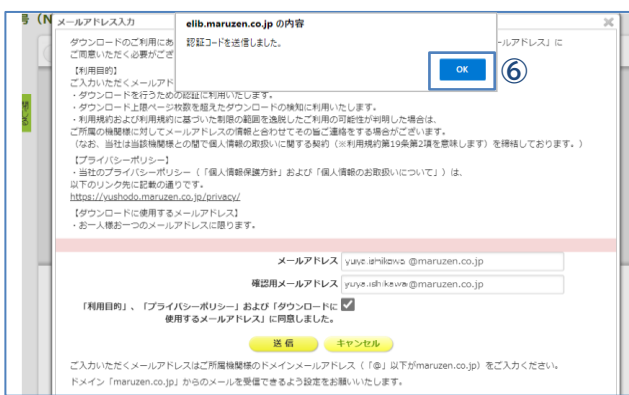 号 (N
メールアドレス入力
elib.maruzen.co.jp の内容
認証コードを送信しました。
OK
⑥
ダウンロードのご利用にあ
ールアドレス」に
ご同意いただく必要がござ
【利用目的】
ご入力いただくメールアド
・ダウンロードを行うための認証に利用いたします。
・ダウンロード上限ページ枚数を超えたダウンロードの検知に利用いたします。
・利用規約および利用規約に基づいた制限の範囲を逸脱したご利用の可能性が判明した場合は、
ご所属の機関様に対してメールアドレスの情報と合わせてその旨ご連絡をする場合がございます。
（なお、当社は当該機関様との間で個人情報の取扱いに関する契約（※利用規約第19条第2項を意味します）を締結しております。）
【プライバシーポリシー】
・当社のプライバシーポリシー（「個人情報保護方針」および「個人情報のお取扱いについて」）は、
以下のリンク先に記載の通りです。
https://yushodo.maruzen.co.jp/privacy/
【ダウンロードに使用するメールアドレス】
・お一人様お一つのメールアドレスに限ります。
メールアドレス yuya.ishikawa @maruzen.co.jp
確認用メールアドレス yuya.ishikawa@maruzen.co.jp
「利用目的」、「プライバシーポリシー」および「ダウンロードに
使用するメールアドレス」に同意しました。
送信 キャンセル
ご入力いただくメールアドレスはご所属機関様のドメインメールアドレス（「@」以下がmaruzen.co.jp）をご入力ください。
ドメイン「maruzen.co.jp」からのメールを受信できるよう設定をお願いいたします。